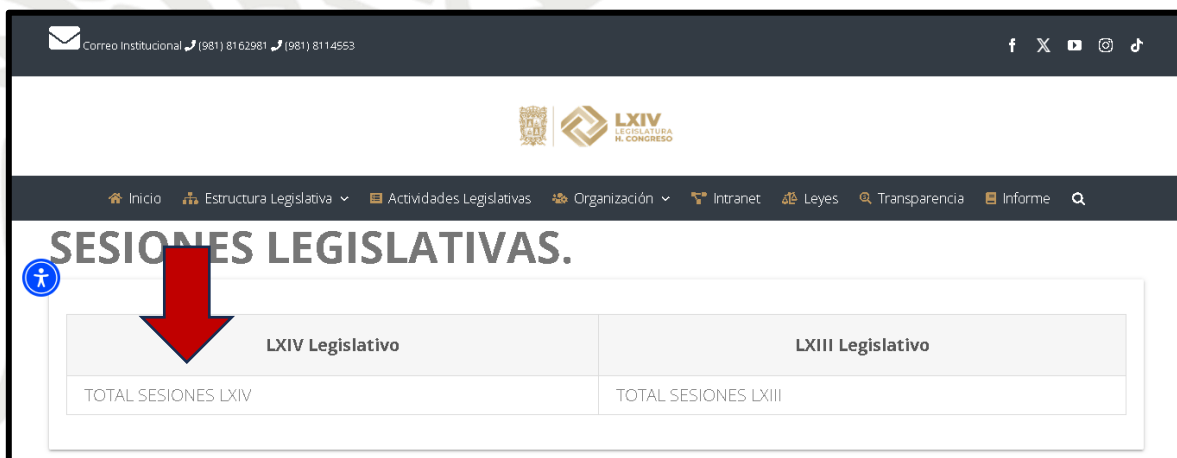 Correo Institucional (981) 8162981 (981) 8114553
LXIV
LEGISLATURA
H. CONGRESO
Inicio Estructura Legislativa Actividades Legislativas Organización Intranet Leyes Transparencia Informe
SESIONES LEGISLATIVAS.
LXIV Legislativo LXIII Legislativo
TOTAL SESIONES LXIV TOTAL SESIONES LXIII